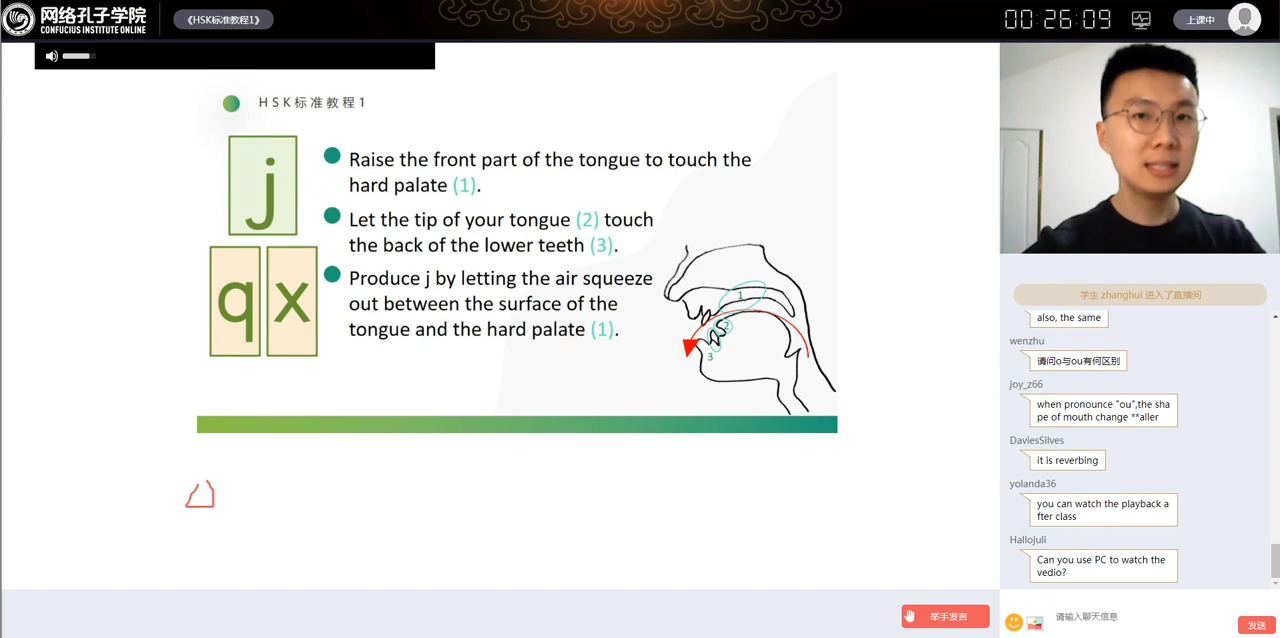 网络孔子学院
CONFUCIUS INSTITUTE ONLINE
《HSK标准教程1》
00:26:09
上课中
HSK标准教程1
j
q x
Raise the front part of the tongue to touch the
hard palate (1).
Let the tip of your tongue (2) touch
the back of the lower teeth (3).
Produce j by letting the air squeeze
out between the surface of the
tongue and the hard palate (1).
1
2
3
学生 zhanghui 进入了直播间
also, the same
wenzhu
请问o与ou有何区别
joy_z66
when pronounce "ou",the sha
pe of mouth change **aller
DaviesSilves
it is reverbing
yolanda36
you can watch the playback a
fter class
Hallojuli
Can you use PC to watch the
vedio?
举手发言
请输入聊天信息
发送